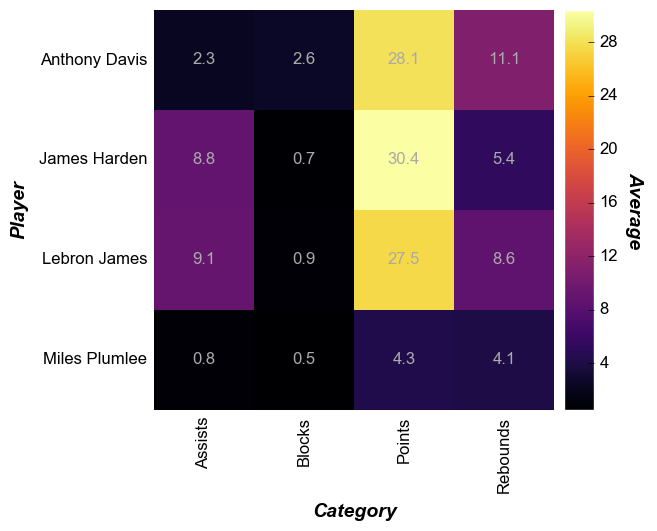 Anthony Davis 2.3 2.6 28.1 11.1
James Harden 8.8 0.7 30.4 5.4
Lebron James 9.1 0.9 27.5 8.6
Miles Plumlee 0.8 0.5 4.3 4.1
Assists Blocks Points Rebounds
Player
Category
28
24
20
16
12
8
4
Average